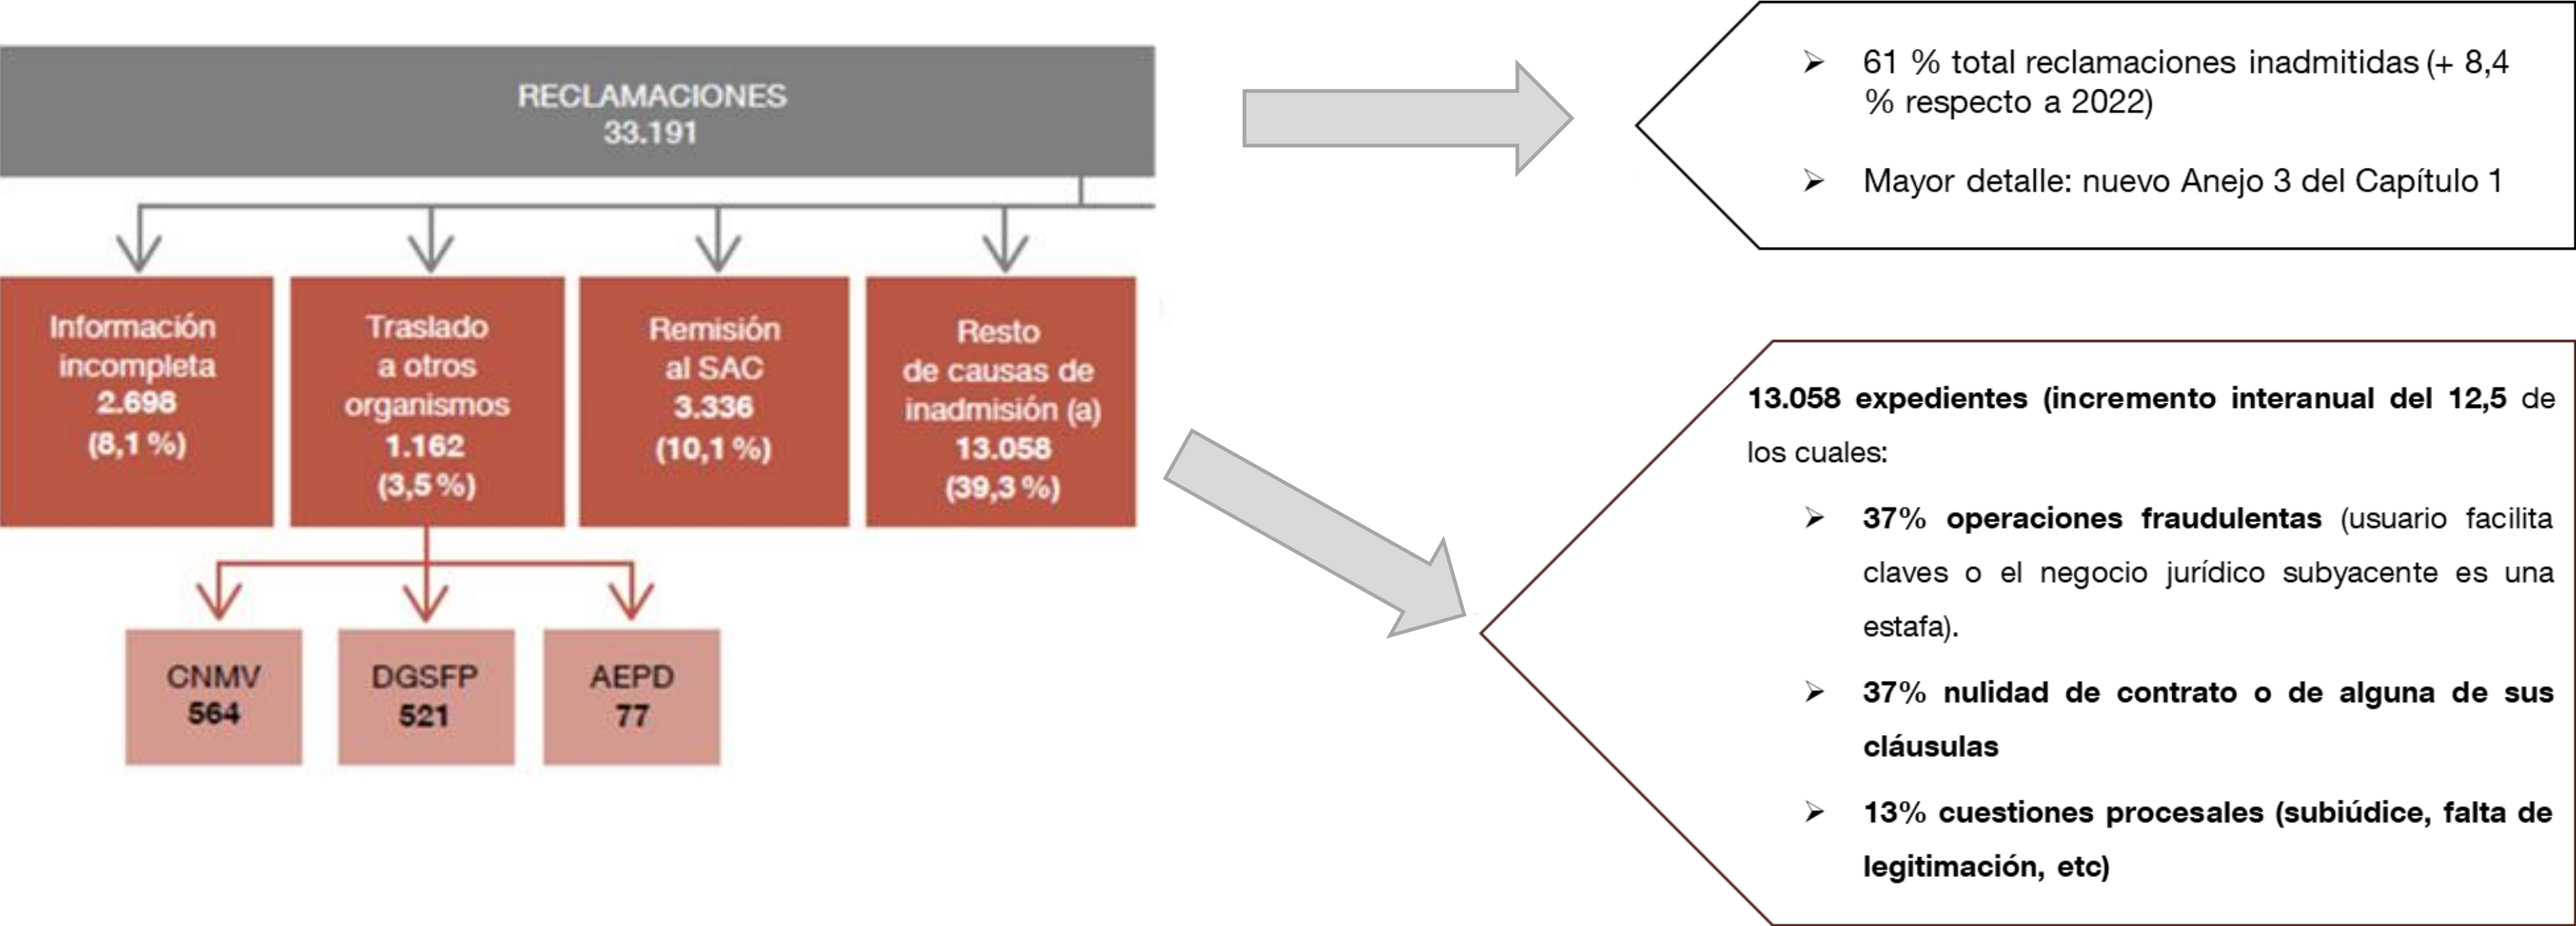 RECLAMACIONES
33.191
Información
incompleta
2.698
(8,1 %)
Traslado
a otros
organismos
1.162
(3,5 %)
Remisión
al SAC
3.336
(10,1 %)
Resto
de causas de
inadmisión (a)
13.058
(39,3 %)
CNMV
564
DGSFP
521
AEPD
77
➢ 61 % total reclamaciones inadmitidas (+ 8,4
% respecto a 2022)
➢ Mayor detalle: nuevo Anejo 3 del Capítulo 1
13.058 expedientes (incremento interanual del 12,5 de
los cuales:
➢ 37% operaciones fraudulentas (usuario facilita
claves o el negocio jurídico subyacente es una
estafa).
➢ 37% nulidad de contrato o de alguna de sus
cláusulas
➢ 13% cuestiones procesales (subiúdice, falta de
legitimación, etc)